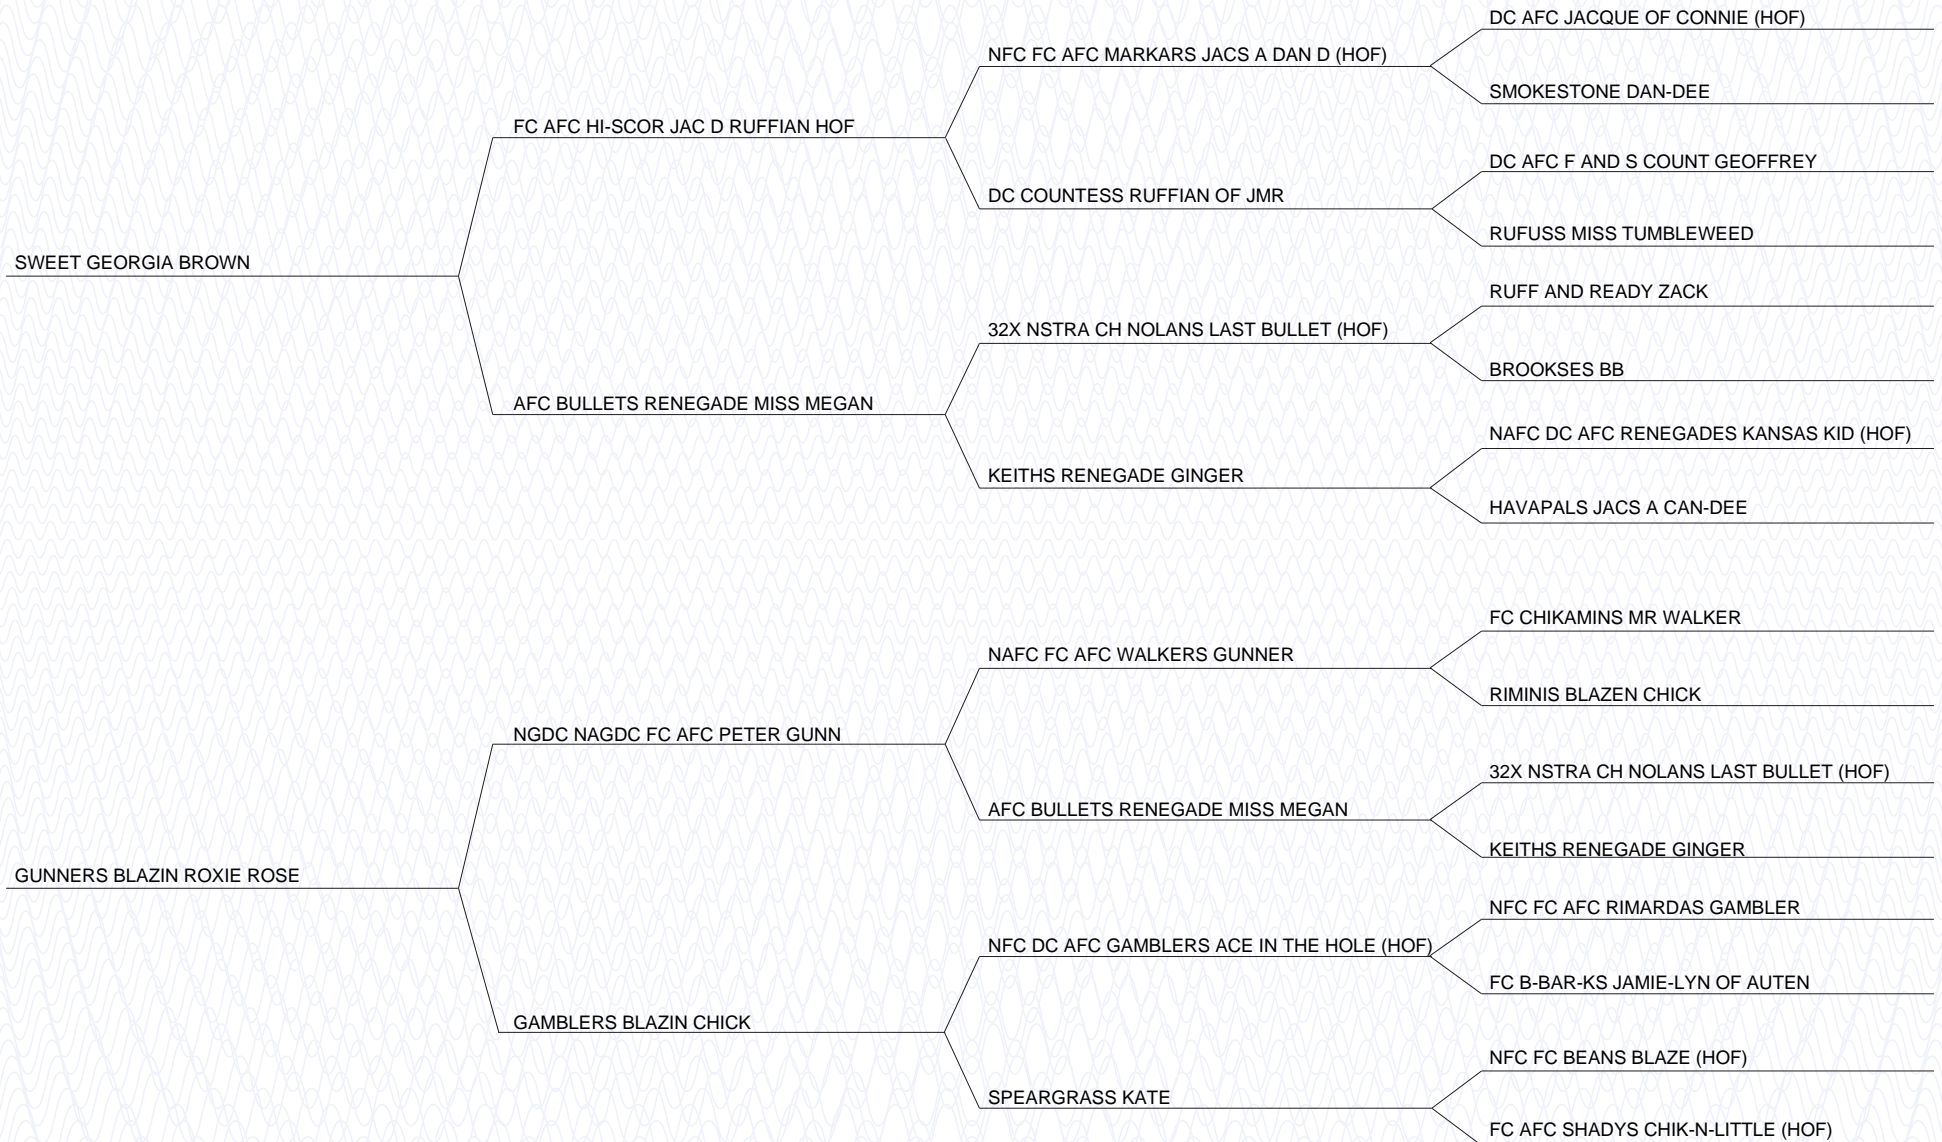 DC AFC JACQUE OF CONNIE (HOF)
NFC FC AFC MARKARS JACS A DAN D (HOF)
SMOKESTONE DAN-DEE
FC AFC HI-SCOR JAC D RUFFIAN HOF
DC AFC F AND S COUNT GEOFFREY
DC COUNTESS RUFFIAN OF JMR
RUFUSS MISS TUMBLEWEED
SWEET GEORGIA BROWN
RUFF AND READY ZACK
32X NSTRA CH NOLANS LAST BULLET (HOF)
BROOKSES BB
AFC BULLETS RENEGADE MISS MEGAN
NAFC DC AFC RENEGADES KANSAS KID (HOF)
KEITHS RENEGADE GINGER
HAVAPALS JACS A CAN-DEE
FC CHIKAMINS MR WALKER
NAFC FC AFC WALKERS GUNNER
RIMINIS BLAZEN CHICK
NGDC NAGDC FC AFC PETER GUNN
32X NSTRA CH NOLANS LAST BULLET (HOF)
AFC BULLETS RENEGADE MISS MEGAN
KEITHS RENEGADE GINGER
GUNNERS BLAZIN ROXIE ROSE
NFC FC AFC RIMARDAS GAMBLER
NFC DC AFC GAMBLERS ACE IN THE HOLE (HOF)
FC B-BAR-KS JAMIE-LYN OF AUTEN
GAMBLERS BLAZIN CHICK
NFC FC BEANS BLAZE (HOF)
SPEARGRASS KATE
FC AFC SHADYS CHIK-N-LITTLE (HOF)